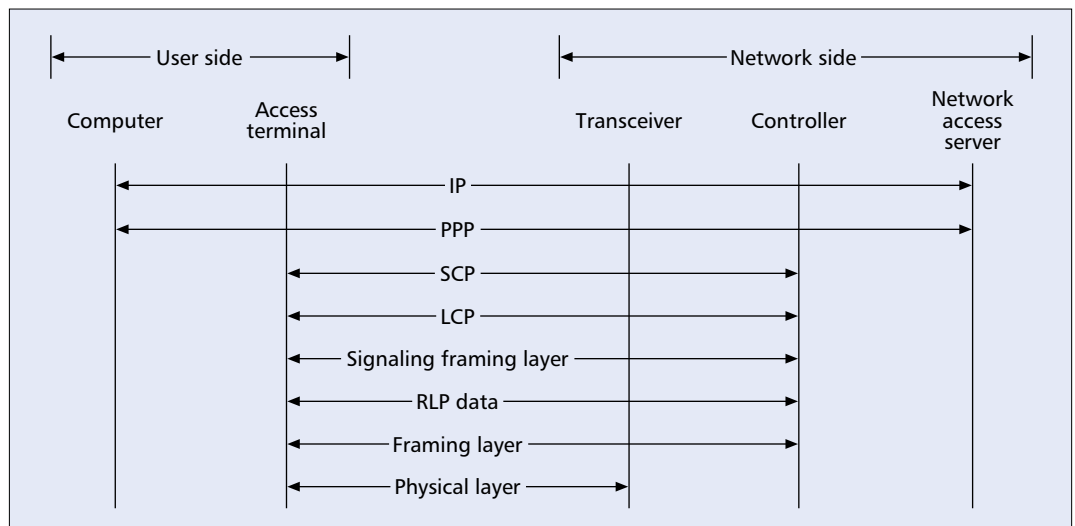 User side
Network side
Computer
Access
terminal
Transceiver
Controller
Network
access
server
IP
PPP
SCP
LCP
Signaling framing layer
RLP data
Framing layer
Physical layer